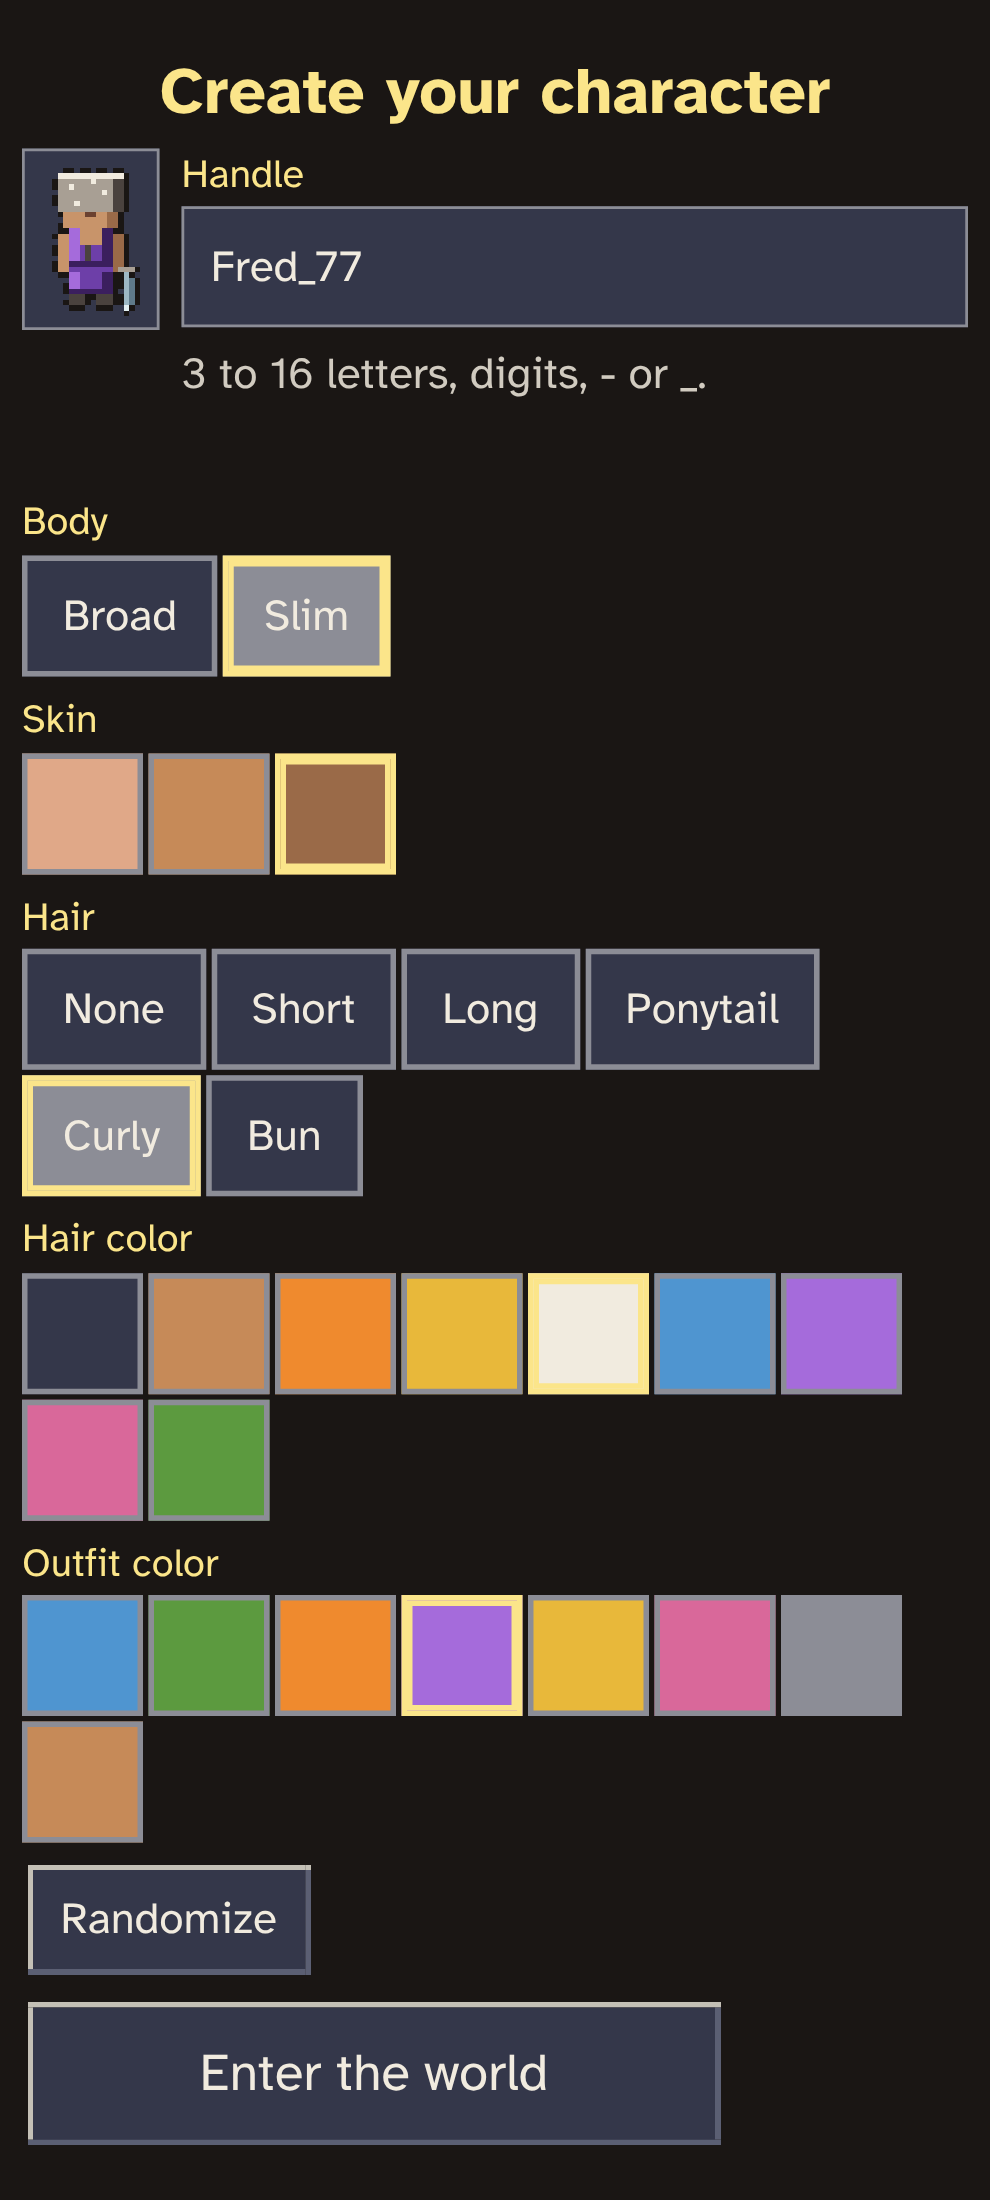 Create your character
Handle
Fred_77
3 to 16 letters, digits, - or _.
Body
Broad Slim
Skin
Hair
None Short Long Ponytail
Curly Bun
Hair color
Outfit color
Randomize
Enter the world